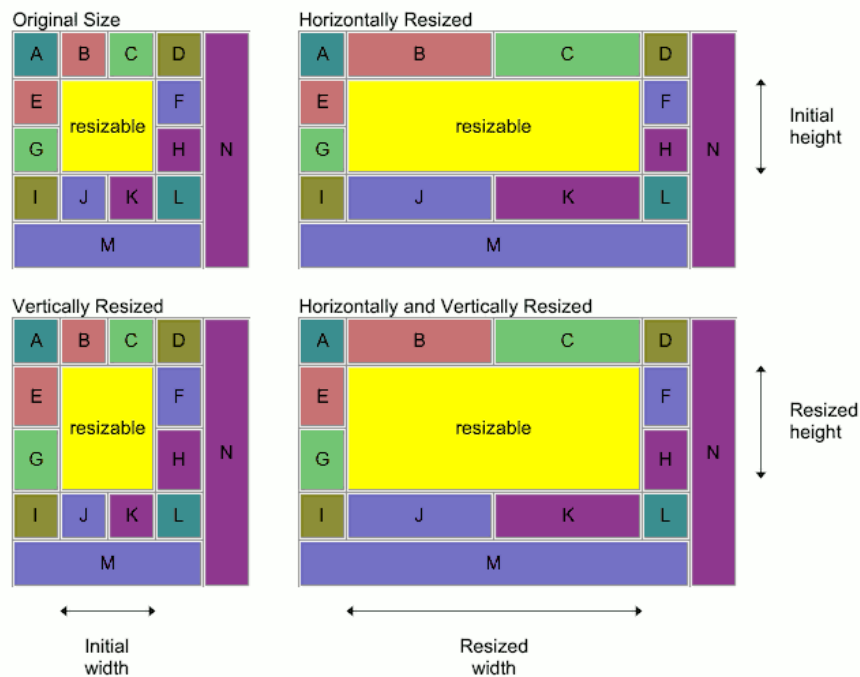 Original Size
A B C D
E resizable F
G H N
I J K L
M
Horizontally Resized
A B C D
E resizable F
G H N
I J K L
M
Initial
height
Vertically Resized
A B C D
E resizable F
G H N
I J K L
M
Horizontally and Vertically Resized
A B C D
E resizable F
G H N
I J K L
M
Resized
height
Initial
width
Resized
width